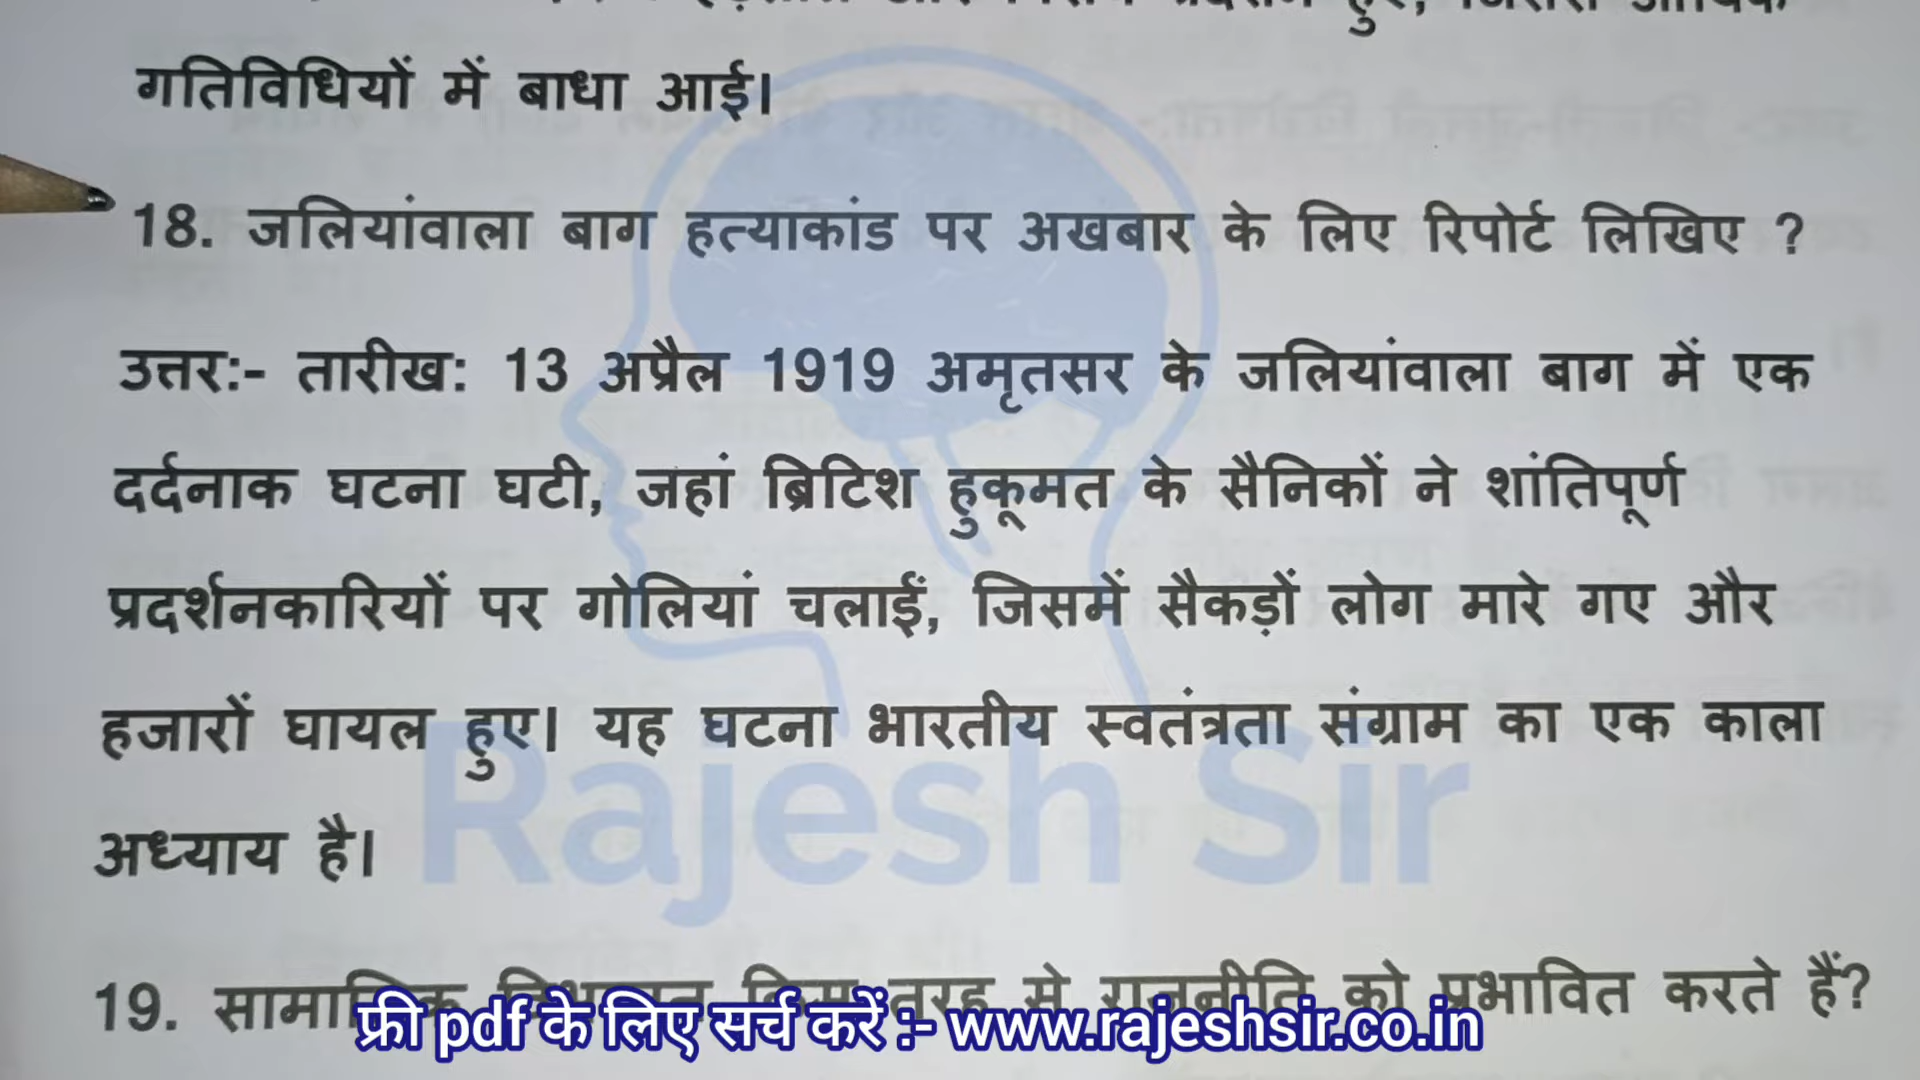 गतिविधियों में बाधा आई।
18. जलियांवाला बाग हत्याकांड पर अखबार के लिए रिपोर्ट लिखिए ?
उत्तर:- तारीख: 13 अप्रैल 1919 अमृतसर के जलियांवाला बाग में एक
दर्दनाक घटना घटी, जहां ब्रिटिश हुकूमत के सैनिकों ने शांतिपूर्ण
प्रदर्शनकारियों पर गोलियां चलाईं, जिसमें सैकड़ों लोग मारे गए और
हजारों घायल हुए। यह घटना भारतीय स्वतंत्रता संग्राम का एक काला
अध्याय है।
Rajesh Sir
19. सामाजिक विभाजन किस तरह से राजनीति को प्रभावित करते हैं?
फ्री pdf के लिए सर्च करें :- www.rajeshsir.co.in